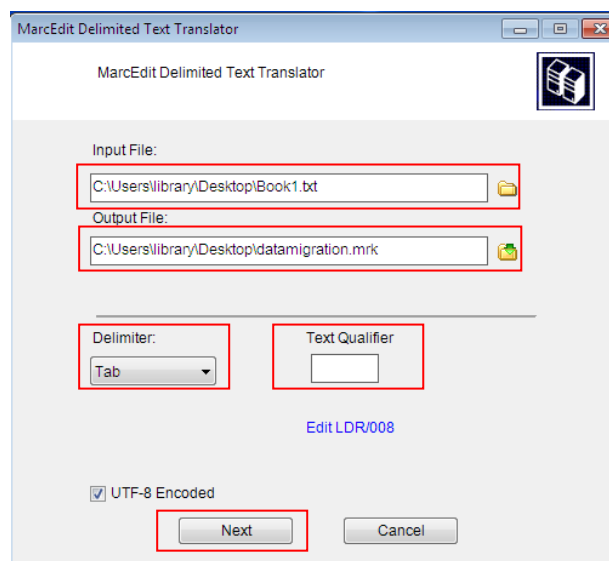 MarcEdit Delimited Text Translator
MarcEdit Delimited Text Translator
Input File:
C:\Users\library\Desktop\Book1.txt
Output File:
C:\Users\library\Desktop\datamigration.mrk
Delimiter: Text Qualifier
Tab
Edit LDR/008
UTF-8 Encoded
Next Cancel